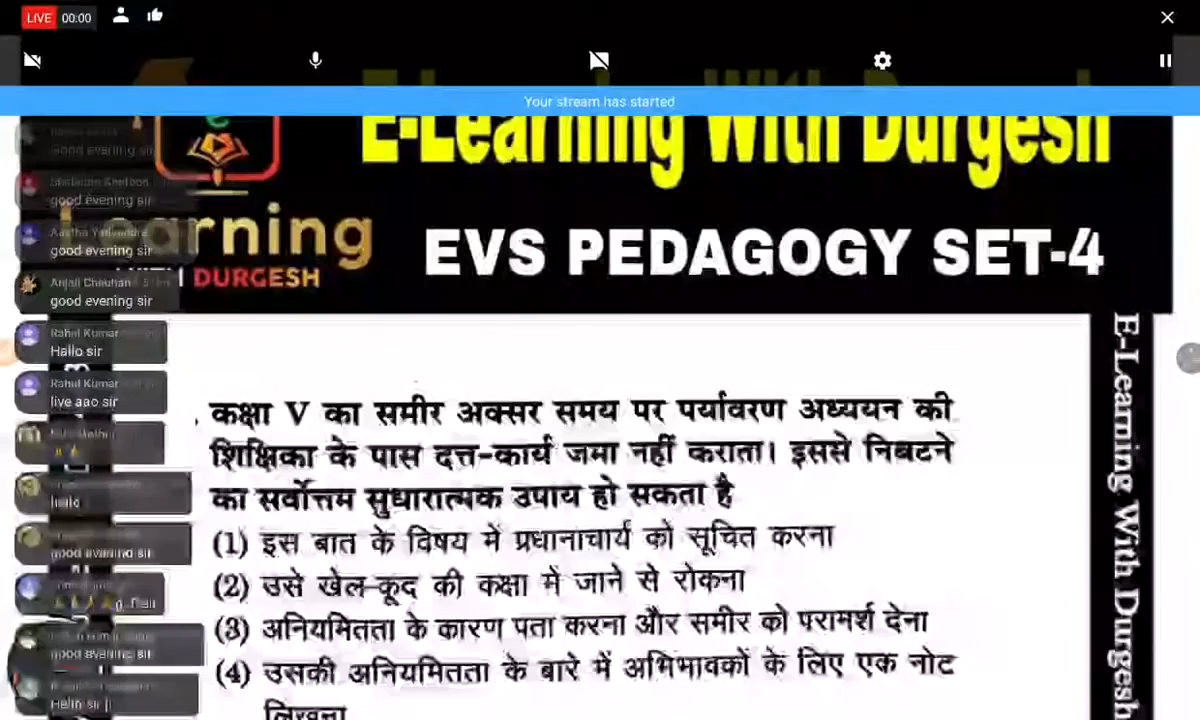 LIVE 00:00
Your stream has started
E-Learning With Durgesh
EVS PEDAGOGY SET-4
DURGESH
good evening sir
good evening sir
good evening sir
Anjali Chauhan
good evening sir
Rahul Kumar
Hallo sir
Rahul Kumar
live aao sir
good evening sir
good evening sir
कक्षा V का समीर अक्सर समय पर पर्यावरण अध्ययन की
शिक्षिका के पास दत्त-कार्य जमा नहीं कराता। इससे निबटने
का सर्वोत्तम सुधारात्मक उपाय हो सकता है
(1) इस बात के विषय में प्रधानाचार्य को सूचित करना
(2) उसे खेल-कूद की कक्षा में जाने से रोकना
(3) अनियमितता के कारण पता करना और समीर को परामर्श देना
(4) उसकी अनियमितता के बारे में अभिभावकों के लिए एक नोट
लिखना
E-Learning With Durgesh